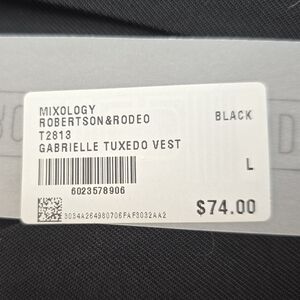 MIXOLOGY
ROBERTSON&RODEO
BLACK
T2813
GABRIELLE TUXEDO VEST
L
6023578906
$74.00
3034A264980706FAF3032AA2